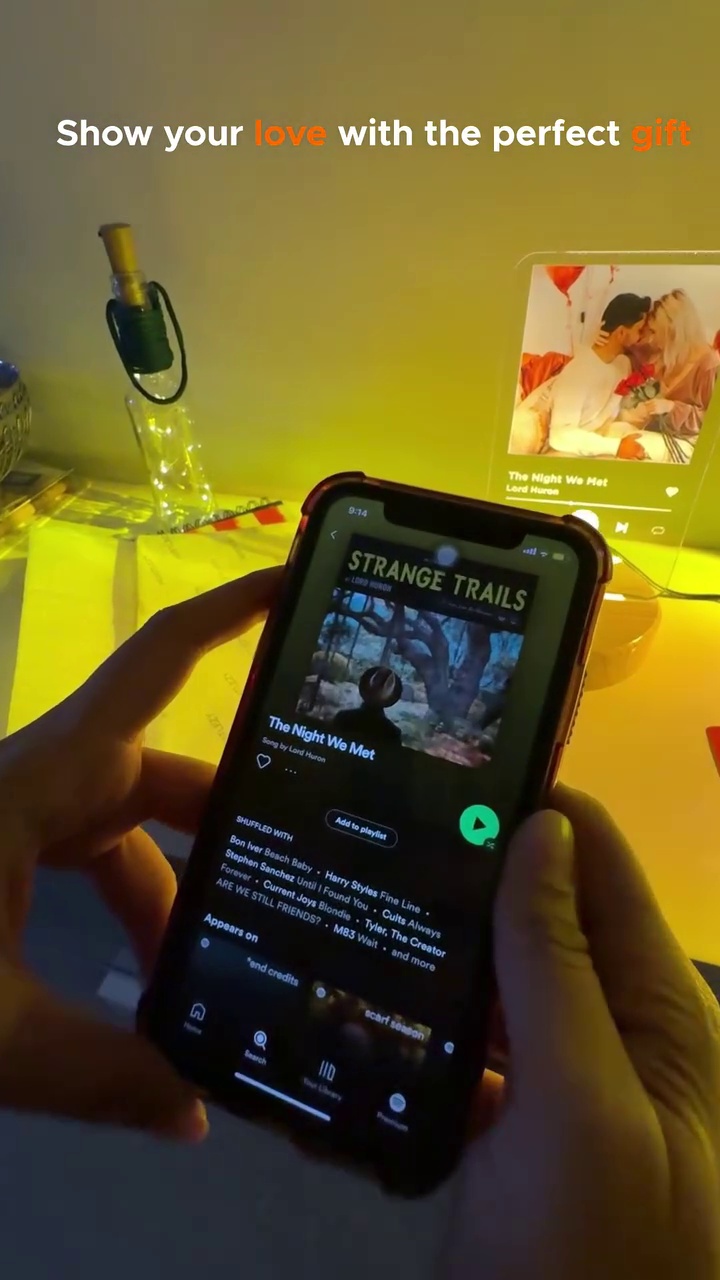 Show your love with the perfect gift
The Night We Met
Lord Huron
9:14
STRANGE TRAILS
BY LORD HURON
The Night We Met
Song by Lord Huron
Add to playlist
SHUFFLED WITH
Bon Iver Beach Baby • Harry Styles Fine Line •
Stephen Sanchez Until I Found You • Cults Always
Forever • Current Joys Blondie • Tyler, The Creator
ARE WE STILL FRIENDS? • M83 Wait • and more
Appears on
*end credits
scarf season
Home
Search
Your Library
Premium